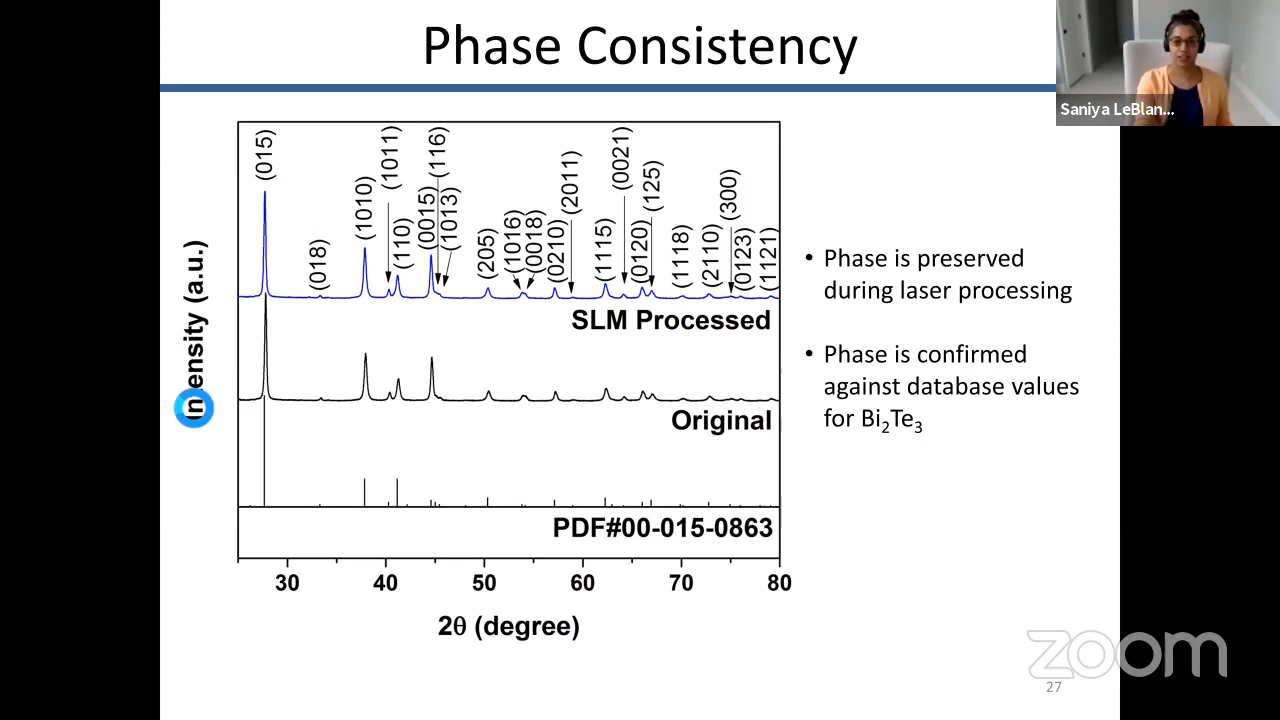 Phase Consistency
Saniya LeBlan...
(015)
(018)
(1010)
(1011)
(110)
(0015)
(116)
(1013)
(205)
(1016)
(0018)
(0210)
(2011)
(1115)
(0021)
(0120)
(125)
(1118)
(2110)
(300)
(0123)
(1121)
Intensity (a.u.)
SLM Processed
Original
PDF#00-015-0863
30 40 50 60 70 80
2θ (degree)
• Phase is preserved
during laser processing
• Phase is confirmed
against database values
for Bi₂Te₃
zoom
27